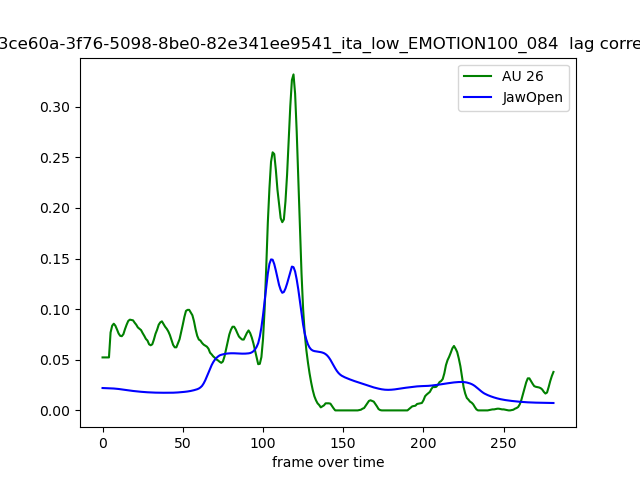 3ce60a-3f76-5098-8be0-82e341ee9541_ita_low_EMOTION100_084 lag corre
AU 26
JawOpen
0.30
0.25
0.20
0.15
0.10
0.05
0.00
0 50 100 150 200 250
frame over time